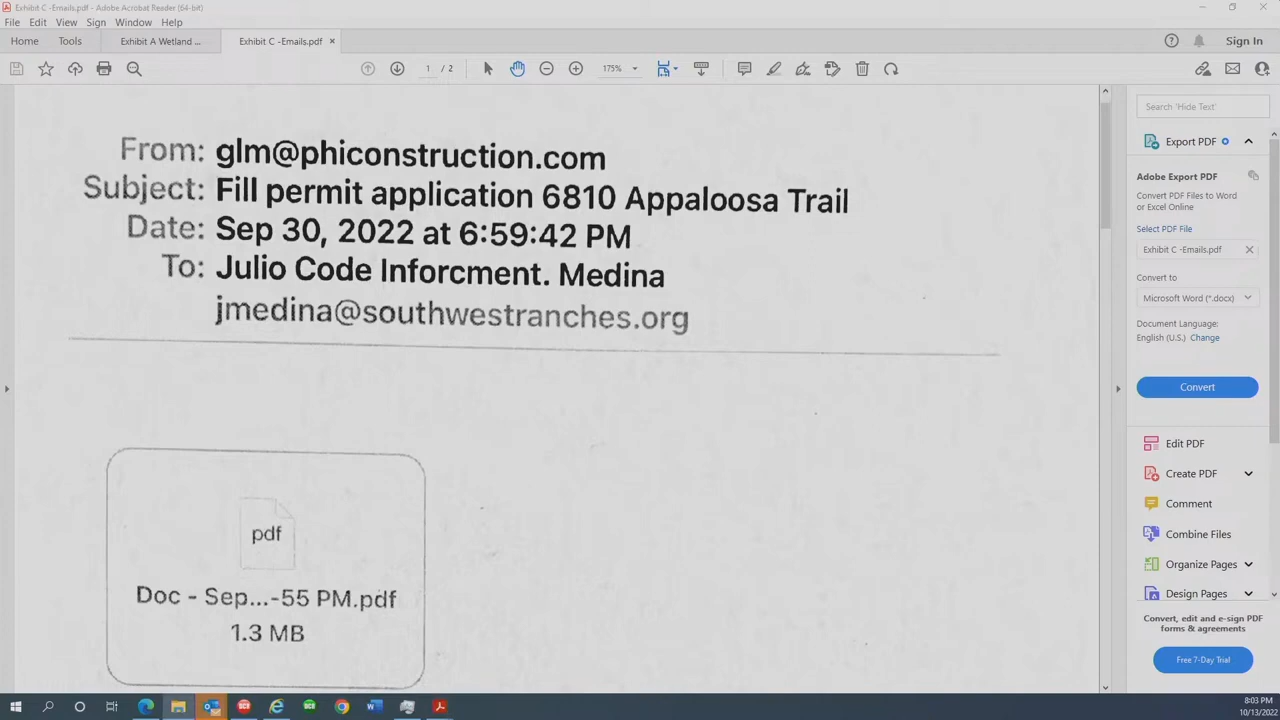 Exhibit C -Emails.pdf - Adobe Acrobat Reader (64-bit)
File Edit View Sign Window Help
Home Tools Exhibit A Wetland ... Exhibit C -Emails.pdf × Sign In
1 / 2 175%
From: glm@phiconstruction.com
Subject: Fill permit application 6810 Appaloosa Trail
Date: Sep 30, 2022 at 6:59:42 PM
To: Julio Code Inforcment. Medina
jmedina@southwestranches.org
pdf
Doc - Sep...-55 PM.pdf
1.3 MB
Search 'Hide Text'
Export PDF
Adobe Export PDF
Convert PDF Files to Word
or Excel Online
Select PDF File
Exhibit C -Emails.pdf
Convert to
Microsoft Word (*.docx)
Document Language:
English (U.S.) Change
Convert
Edit PDF
Create PDF
Comment
Combine Files
Organize Pages
Design Pages
Convert, edit and e-sign PDF
forms & agreements
Free 7-Day Trial
8:03 PM
10/13/2022